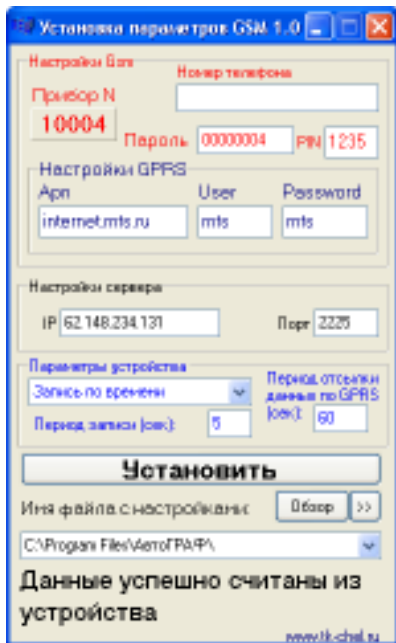 Установка параметров GSM 1.0
Настройки Gsm
Номер телефона
Прибор N
10004
Пароль 00000004 PIN 1235
Настройки GPRS
Apn User Password
internet.mts.ru mts mts
Настройки сервера
IP 62.148.234.131 Порт 2225
Параметры устройства
Запись по времени
Период отсылки
данных по GPRS
(сек): 60
Период записи (сек): 5
Установить
Имя файла с настройками: Обзор >>
C:\Program Files\АвтоГРАФ\
Данные успешно считаны из
устройства
www.tk-chel.ru